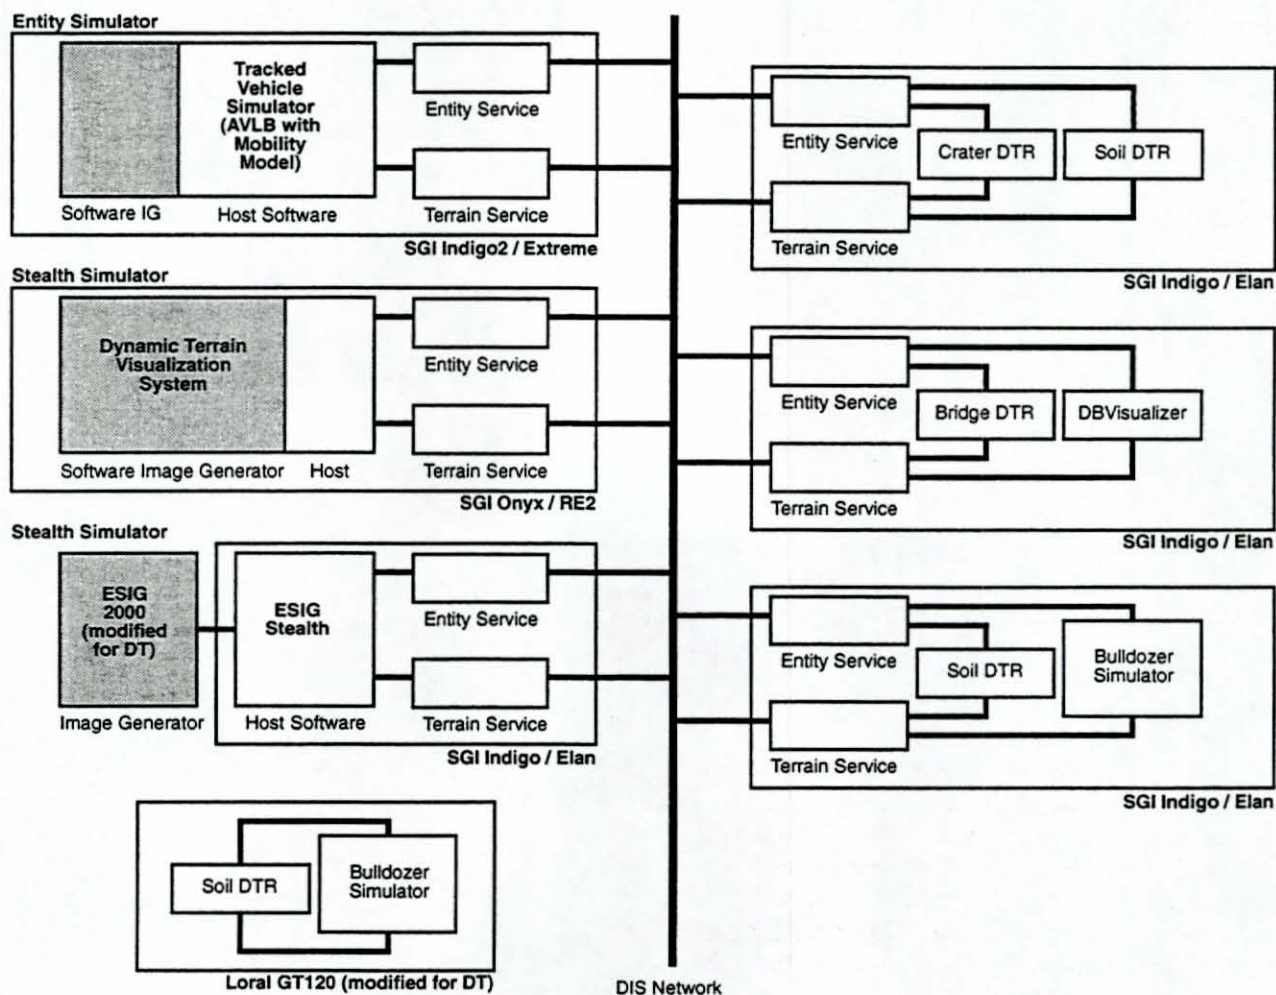 Entity Simulator
Tracked
Vehicle
Simulator
(AVLB with
Mobility
Model)
Entity Service
Software IG
Host Software
Terrain Service
SGI Indigo2 / Extreme
Stealth Simulator
Dynamic Terrain
Visualization
System
Entity Service
Software Image Generator
Host
Terrain Service
SGI Onyx / RE2
Stealth Simulator
ESIG
2000
(modified
for DT)
ESIG
Stealth
Entity Service
Image Generator
Host Software
Terrain Service
SGI Indigo / Elan
Soil DTR
Bulldozer
Simulator
Loral GT120 (modified for DT)
DIS Network
Entity Service
Crater DTR
Soil DTR
Terrain Service
SGI Indigo / Elan
Entity Service
Bridge DTR
DBVisualizer
Terrain Service
SGI Indigo / Elan
Entity Service
Soil DTR
Bulldozer
Simulator
Terrain Service
SGI Indigo / Elan